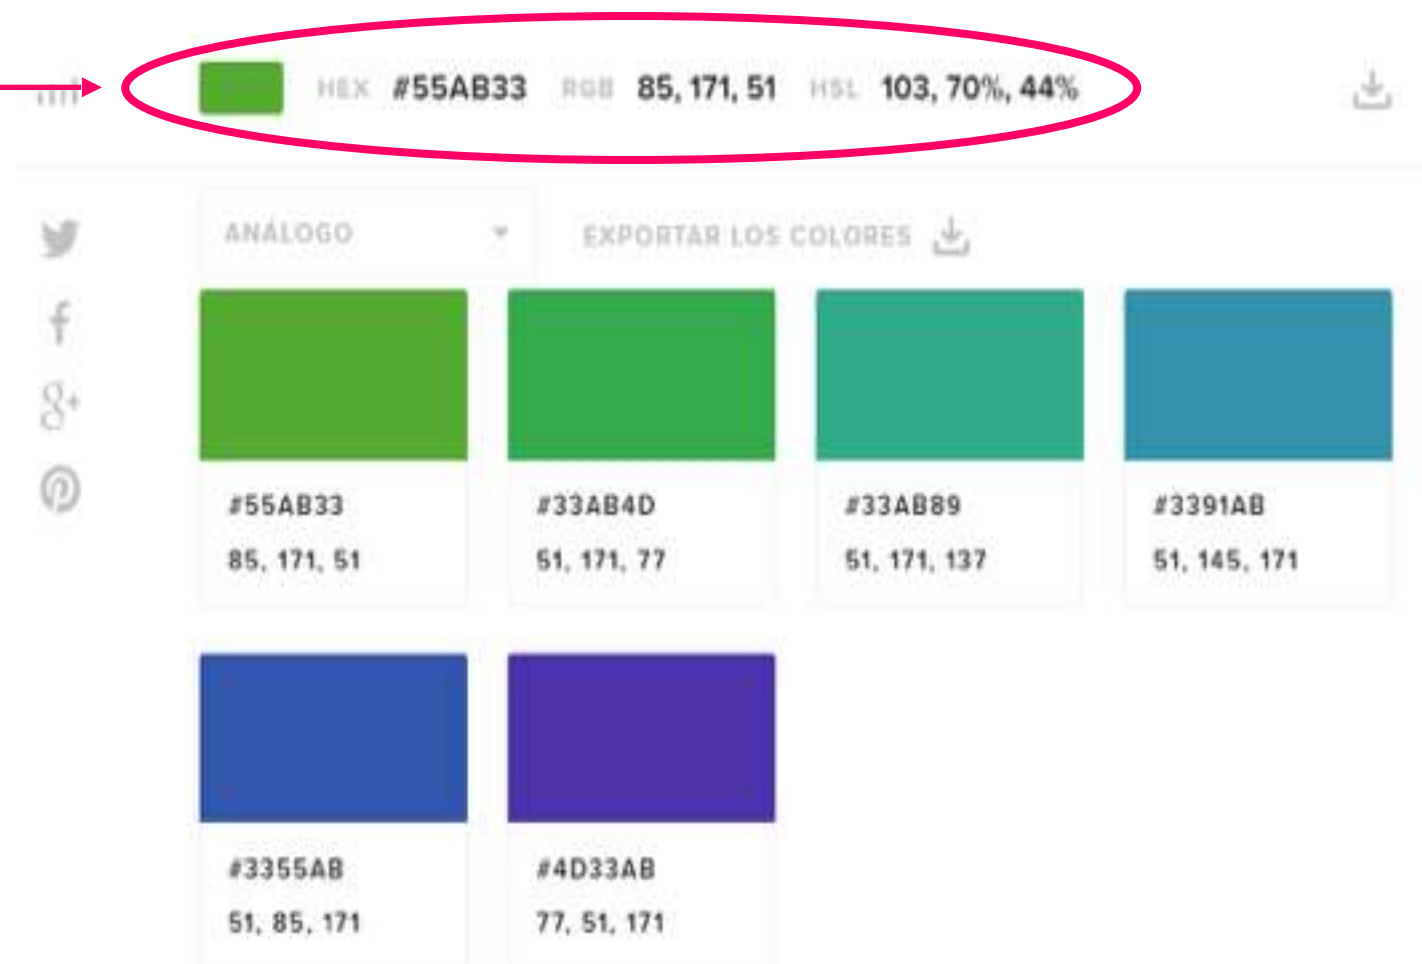 HEX #55AB33 RGB 85, 171, 51 HSL 103, 70%, 44%
ANÁLOGO
EXPORTAR LOS COLORES
#55AB33
85, 171, 51
#33AB4D
51, 171, 77
#33AB89
51, 171, 137
#3391AB
51, 145, 171
#3355AB
51, 85, 171
#4D33AB
77, 51, 171